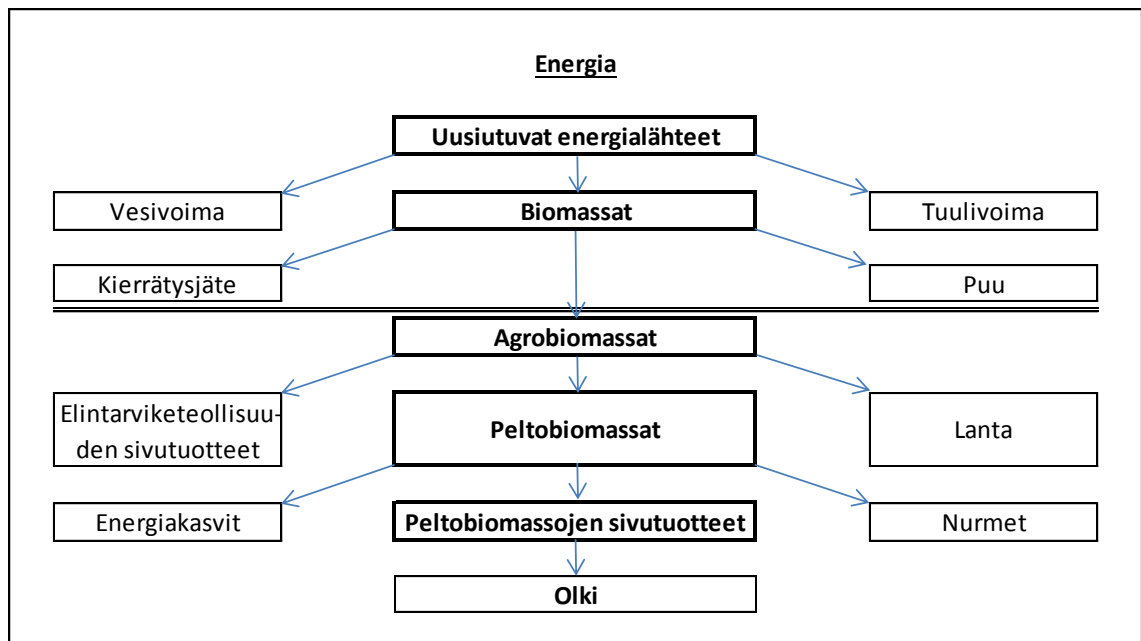 Energia
Uusiutuvat energialähteet
Vesivoima
Biomassat
Tuulivoima
Kierrätysjäte
Puu
Agrobiomassat
Elintarviketeollisuu-
den sivutuotteet
Peltobiomassat
Lanta
Energiakasvit
Peltobiomassojen sivutuotteet
Nurmet
Olki